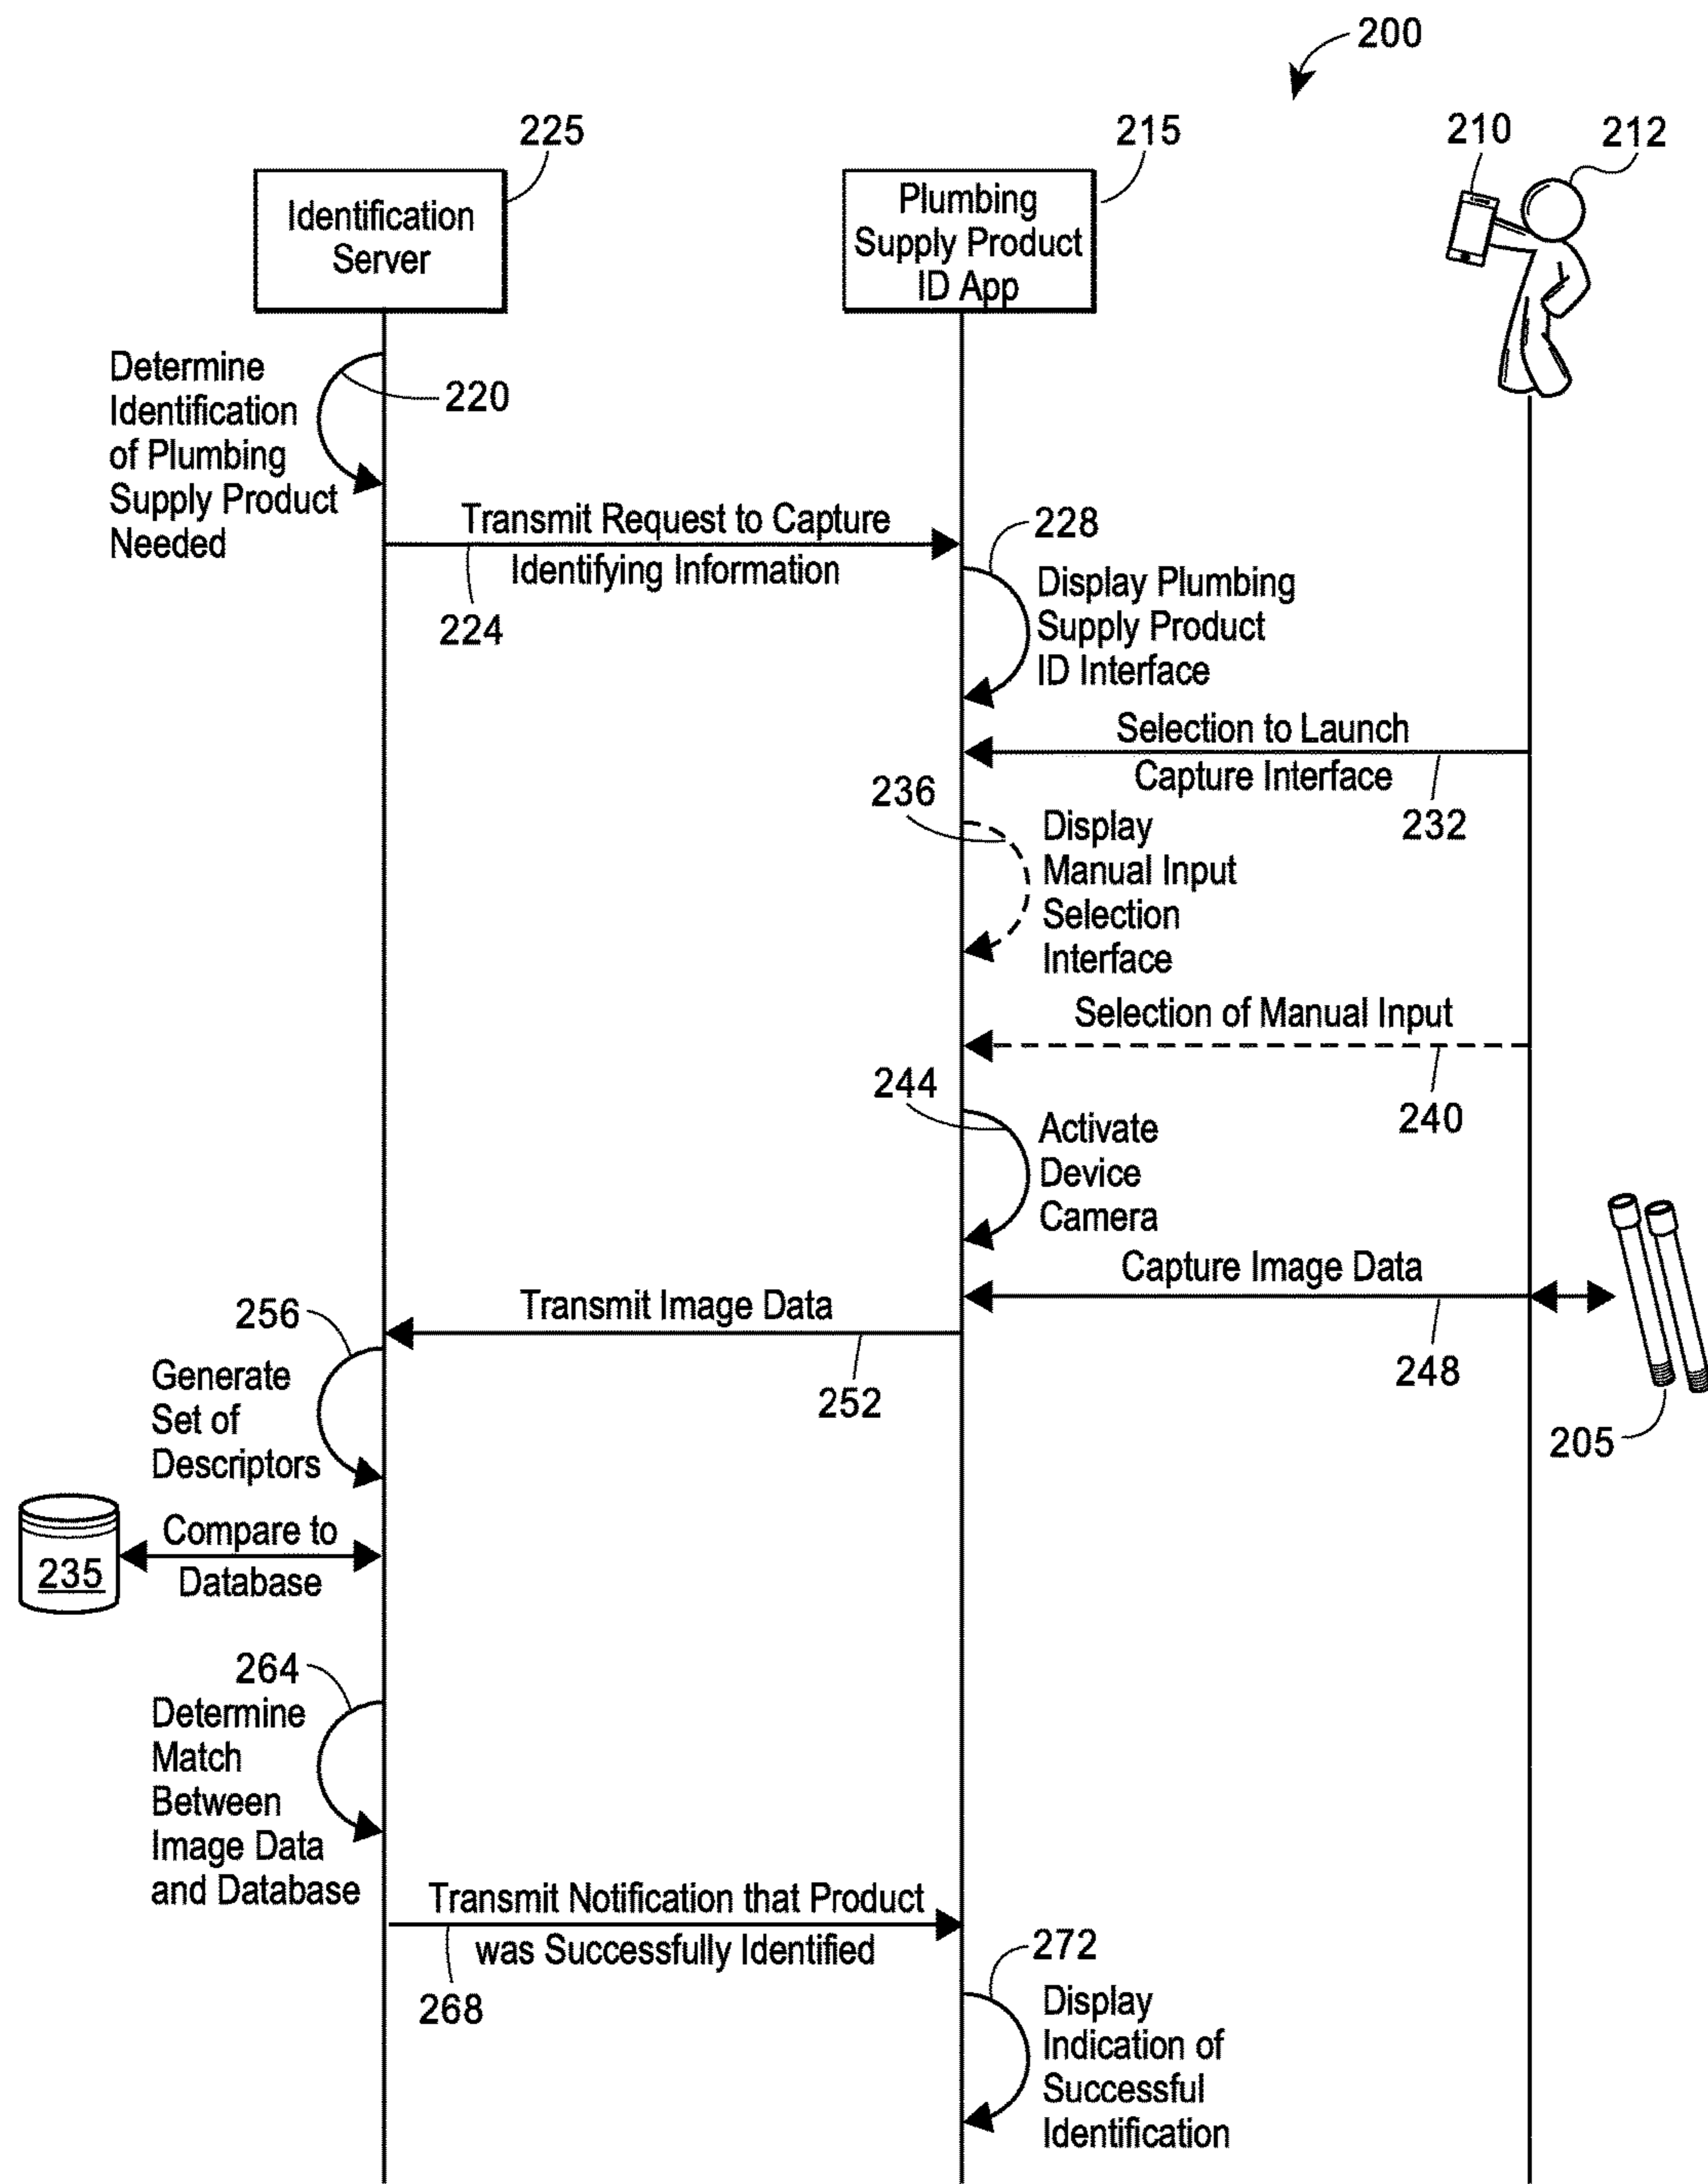 200
225
215
210
212
Identification
Server
Plumbing
Supply Product
ID App
Determine
Identification
of Plumbing
Supply Product
Needed
220
Transmit Request to Capture
Identifying Information
224
228
Display Plumbing
Supply Product
ID Interface
Selection to Launch
Capture Interface
232
236
Display
Manual Input
Selection
Interface
Selection of Manual Input
240
244
Activate
Device
Camera
Capture Image Data
248
205
Transmit Image Data
252
256
Generate
Set of
Descriptors
Compare to
Database
235
264
Determine
Match
Between
Image Data
and Database
Transmit Notification that Product
was Successfully Identified
268
272
Display
Indication of
Successful
Identification